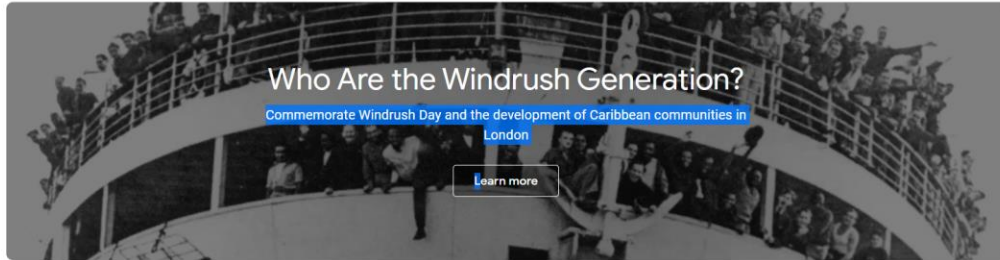 Who Are the Windrush Generation?
Commemorate Windrush Day and the development of Caribbean communities in
London
Learn more